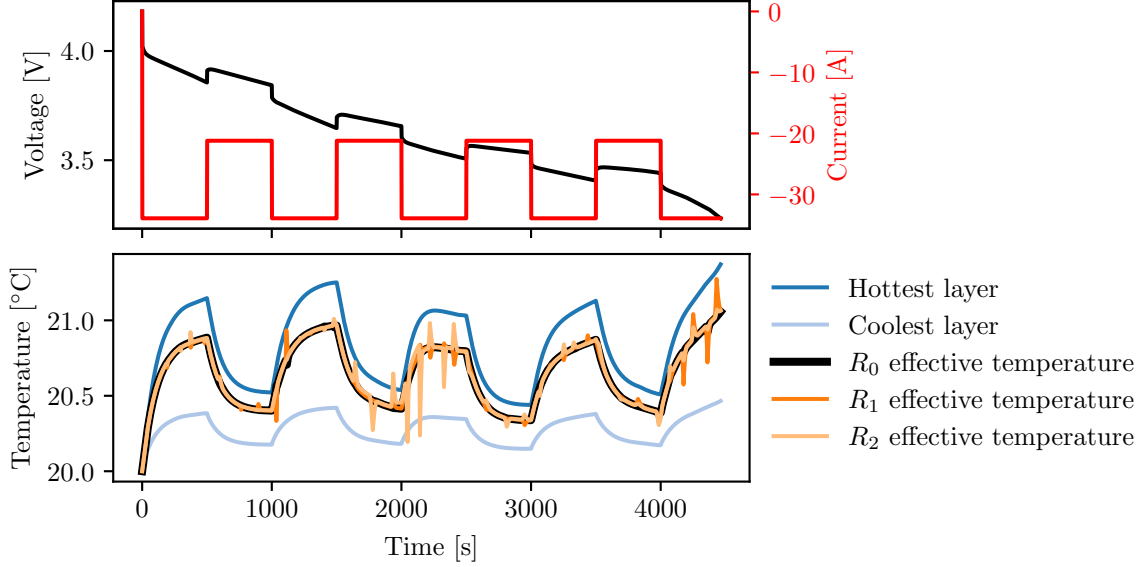 Voltage [V]
4.0
3.5
0
−10
−20
−30
Current [A]
Temperature [°C]
21.0
20.5
20.0
0 1000 2000 3000 4000
Time [s]
Hottest layer
Coolest layer
R₀ effective temperature
R₁ effective temperature
R₂ effective temperature